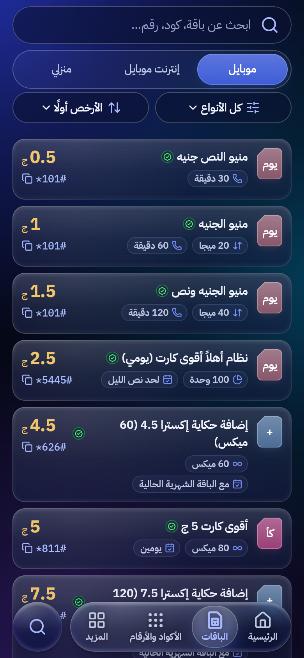 ابحث عن باقة، كود، رقم...
موبايل
إنترنت موبايل
منزلي
كل الأنواع
الأرخص أولًا
يوم
منيو النص جنيه
30 دقيقة
0.5 ج
*101#
يوم
منيو الجنيه
20 ميجا
60 دقيقة
1 ج
*101#
يوم
منيو الجنيه ونص
40 ميجا
120 دقيقة
1.5 ج
*101#
يوم
نظام أهلاً أقوى كارت (يومي)
100 وحدة
لحد نص الليل
2.5 ج
*5445#
+
إضافة حكاية إكسترا 4.5 (60
ميكس)
60 ميكس
مع الباقة الشهرية الحالية
4.5 ج
*626#
كا
أقوى كارت 5 ج
80 ميكس
يومين
5 ج
*811#
+
إضافة حكاية إكسترا 7.5 (120
7.5 ج
الرئيسية
الباقات
الأكواد والأرقام
المزيد